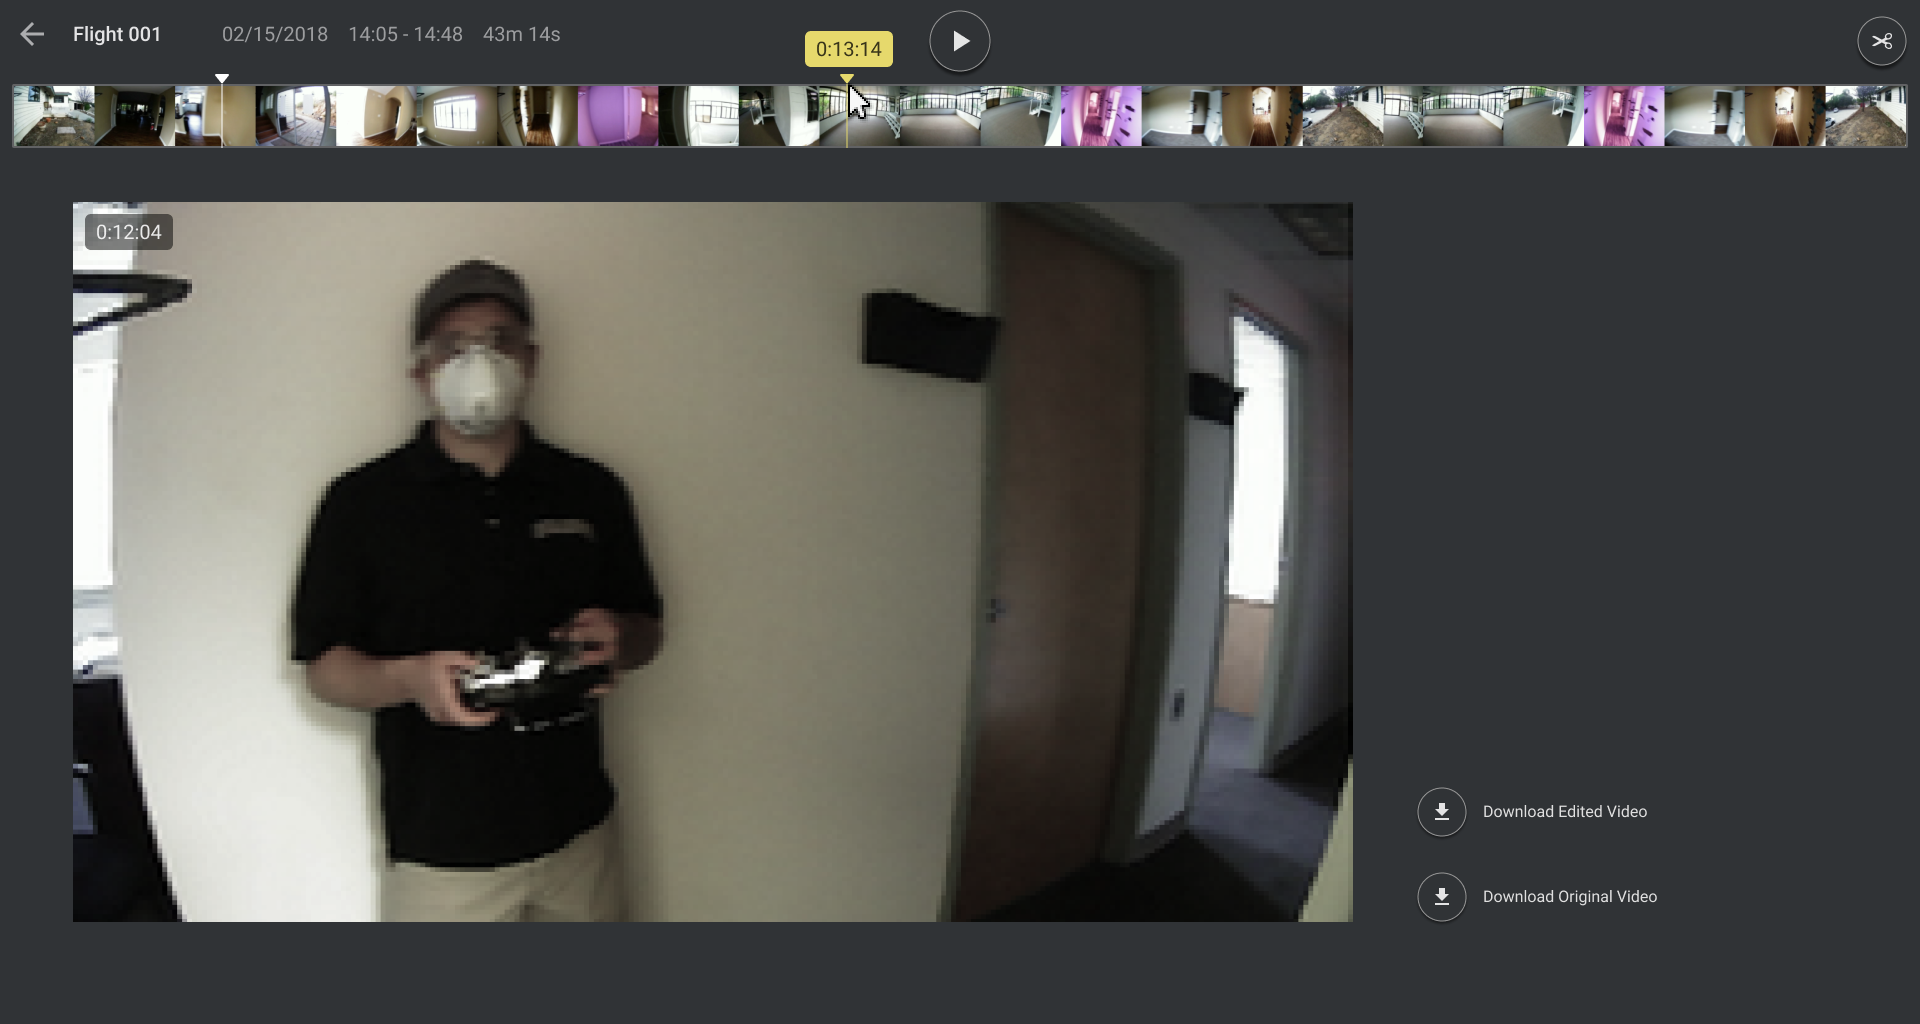 Flight 001 02/15/2018 14:05 - 14:48 43m 14s
0:13:14
0:12:04
Download Edited Video
Download Original Video